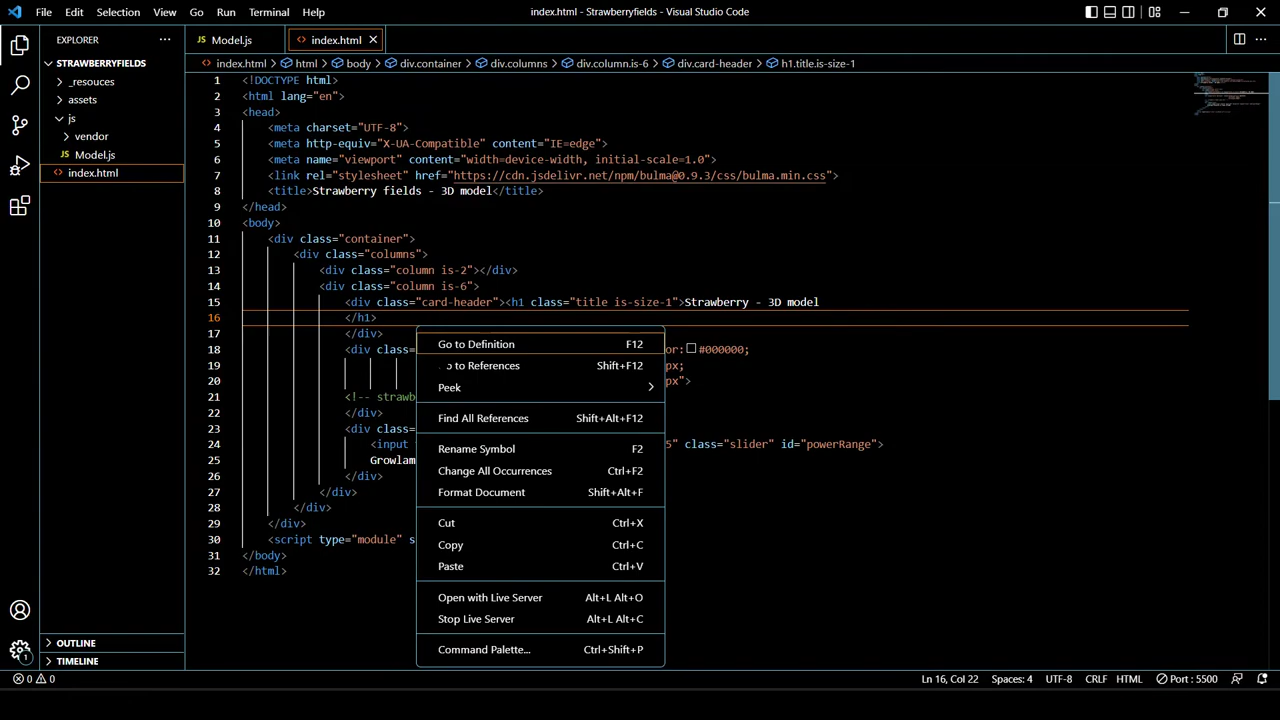 File Edit Selection View Go Run Terminal Help
index.html - Strawberryfields - Visual Studio Code
EXPLORER
STRAWBERRYFIELDS
_resouces
assets
js
vendor
JS Model.js
<> index.html
OUTLINE
TIMELINE
JS Model.js
<> index.html
<> index.html > html > body > div.container > div.columns > div.column.is-6 > div.card-header > h1.title.is-size-1
1 <!DOCTYPE html>
2 <html lang="en">
3 <head>
4 <meta charset="UTF-8">
5 <meta http-equiv="X-UA-Compatible" content="IE=edge">
6 <meta name="viewport" content="width=device-width, initial-scale=1.0">
7 <link rel="stylesheet" href="https://cdn.jsdelivr.net/npm/bulma@0.9.3/css/bulma.min.css">
8 <title>Strawberry fields - 3D model</title>
9 </head>
10 <body>
11 <div class="container">
12 <div class="columns">
13 <div class="column is-2"></div>
14 <div class="column is-6">
15 <div class="card-header"><h1 class="title is-size-1">Strawberry - 3D model
16 </h1>
17 </div>
18 <div class= or: #000000;
19 px;
20 px">
21 <!-- strawb
22 </div>
23 <div class=
24 <input 5" class="slider" id="powerRange">
25 Growlam
26 </div>
27 </div>
28 </div>
29 </div>
30 <script type="module" s
31 </body>
32 </html>
Go to Definition F12
o to References Shift+F12
Peek
Find All References Shift+Alt+F12
Rename Symbol F2
Change All Occurrences Ctrl+F2
Format Document Shift+Alt+F
Cut Ctrl+X
Copy Ctrl+C
Paste Ctrl+V
Open with Live Server Alt+L Alt+O
Stop Live Server Alt+L Alt+C
Command Palette... Ctrl+Shift+P
1
0 0
Ln 16, Col 22 Spaces: 4 UTF-8 CRLF HTML Port : 5500